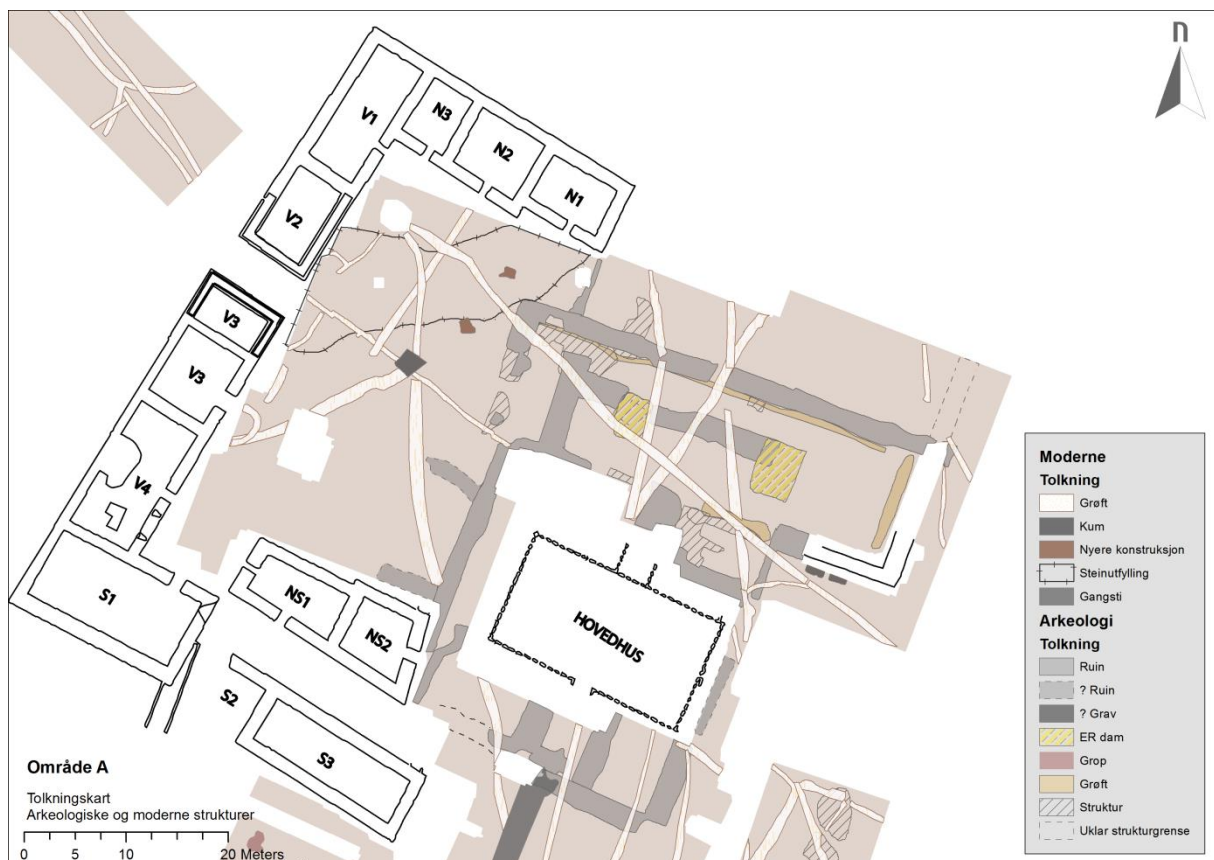 n
V1
N3
N2
N1
V2
V3
V3
V4
S1
NS1
NS2
HOVEDHUS
S2
S3
Område A
Tolkningskart
Arkeologiske og moderne strukturer
0 5 10 20 Meters
Moderne
Tolkning
Grøft
Kum
Nyere konstruksjon
Steinutfylling
Gangsti
Arkeologi
Tolkning
Ruin
? Ruin
? Grav
ER dam
Grop
Grøft
Struktur
Uklar strukturgrense